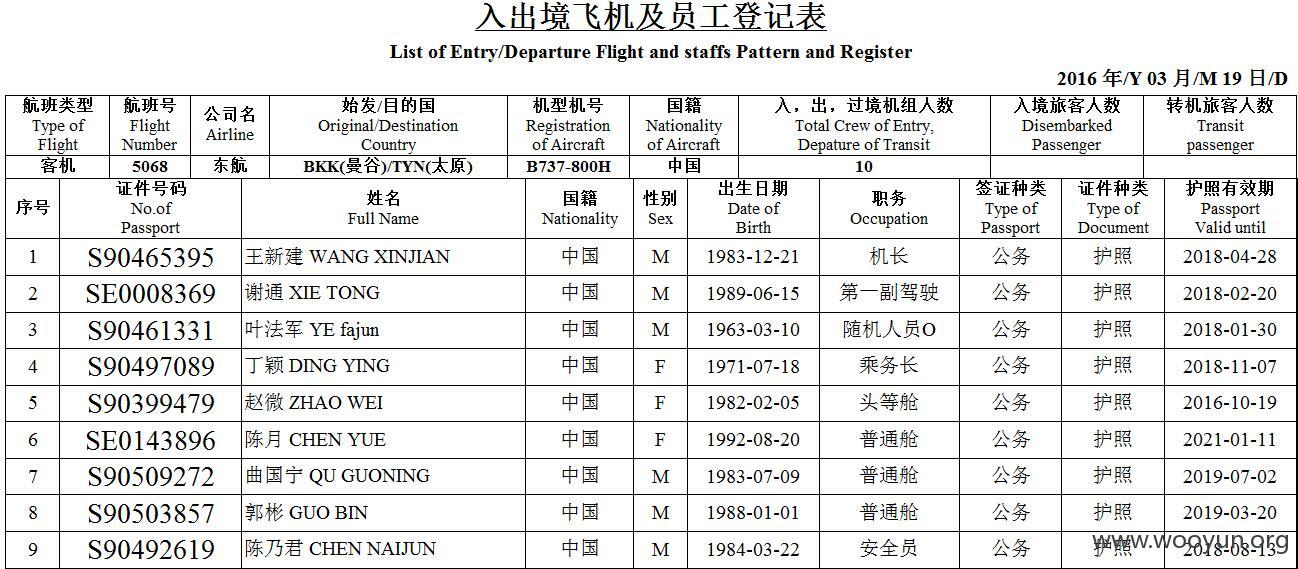 入出境飞机及员工登记表
List of Entry/Departure Flight and staffs Pattern and Register
2016 年/Y 03 月/M 19 日/D
航班类型 航班号 公司名 始发/目的国 机型机号 国籍 入，出，过境机组人数 入境旅客人数 转机旅客人数
Type of Flight Flight Number Airline Original/Destination Country Registration of Aircraft Nationality of Aircraft Total Crew of Entry, Depature of Transit Disembarked Passenger Transit passenger
客机 5068 东航 BKK(曼谷)/TYN(太原) B737-800H 中国 10
序号 证件号码 姓名 国籍 性别 出生日期 职务 签证种类 证件种类 护照有效期
No.of Passport Full Name Nationality Sex Date of Birth Occupation Type of Passport Type of Document Passport Valid until
1 S90465395 王新建 WANG XINJIAN 中国 M 1983-12-21 机长 公务 护照 2018-04-28
2 SE0008369 谢通 XIE TONG 中国 M 1989-06-15 第一副驾驶 公务 护照 2018-02-20
3 S90461331 叶法军 YE fajun 中国 M 1963-03-10 随机人员O 公务 护照 2018-01-30
4 S90497089 丁颖 DING YING 中国 F 1971-07-18 乘务长 公务 护照 2018-11-07
5 S90399479 赵微 ZHAO WEI 中国 F 1982-02-05 头等舱 公务 护照 2016-10-19
6 SE0143896 陈月 CHEN YUE 中国 F 1992-08-20 普通舱 公务 护照 2021-01-11
7 S90509272 曲国宁 QU GUONING 中国 M 1983-07-09 普通舱 公务 护照 2019-07-02
8 S90503857 郭彬 GUO BIN 中国 M 1988-01-01 普通舱 公务 护照 2019-03-20
9 S90492619 陈乃君 CHEN NAIJUN 中国 M 1984-03-22 安全员 公务 护照 2018-08-13
www.wooyun.org